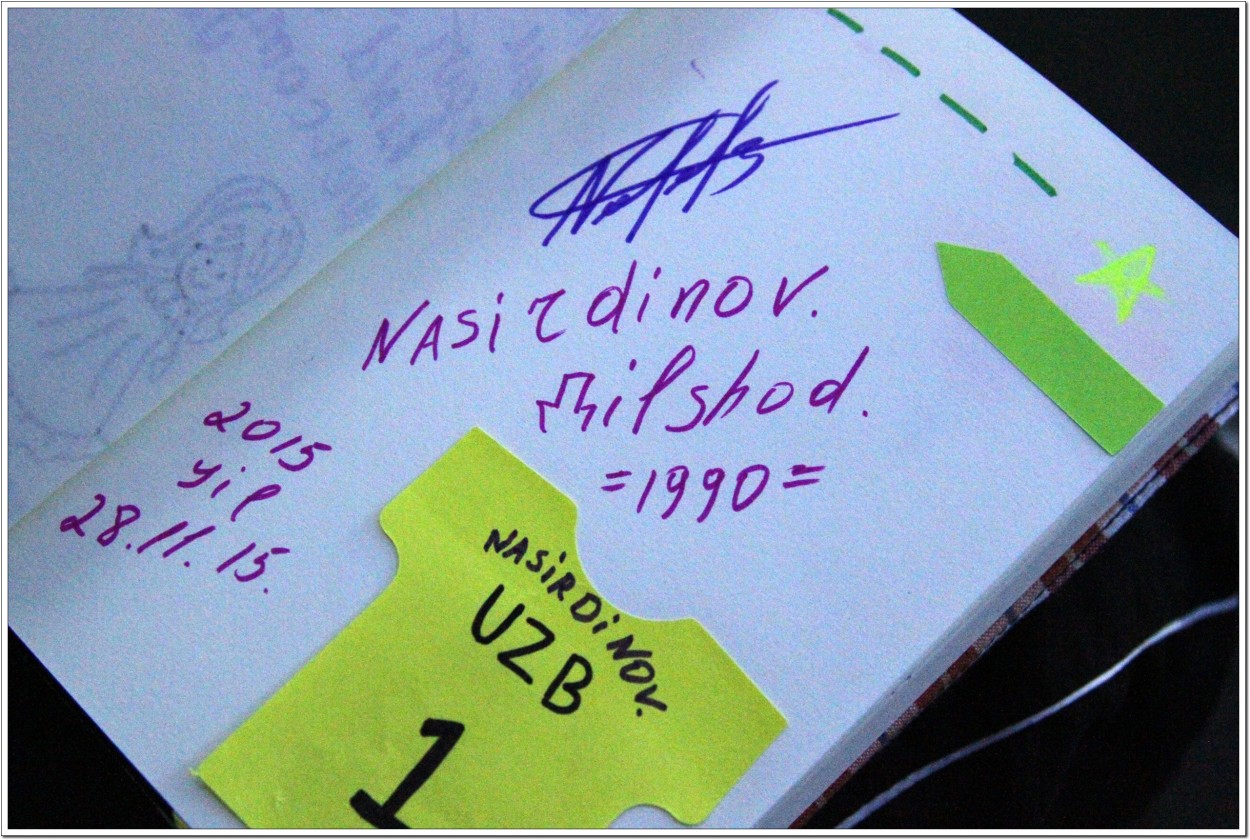 NASirdinov.
Dilshod.
=1990=
2015
yil
28.11.15.
NASiRDiNOV.
UZB
1